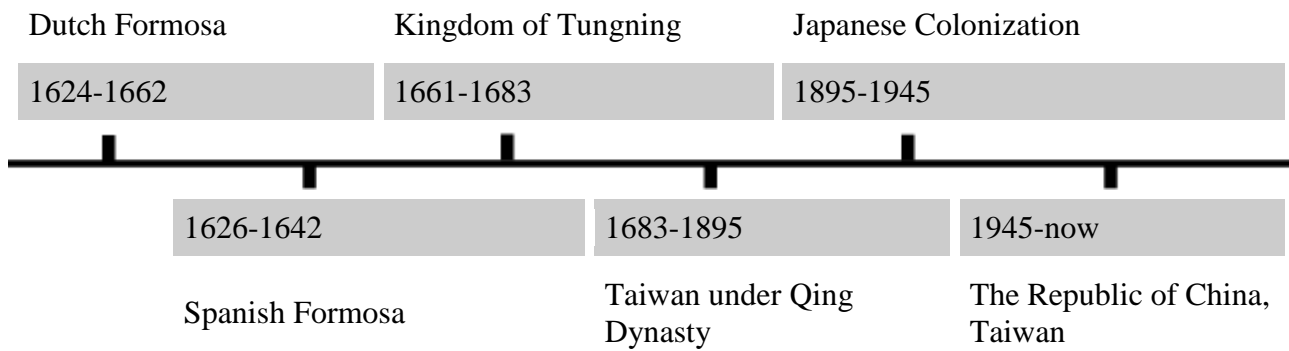 Dutch Formosa
Kingdom of Tungning
Japanese Colonization
1624-1662
1661-1683
1895-1945
1626-1642
1683-1895
1945-now
Spanish Formosa
Taiwan under Qing
Dynasty
The Republic of China,
Taiwan